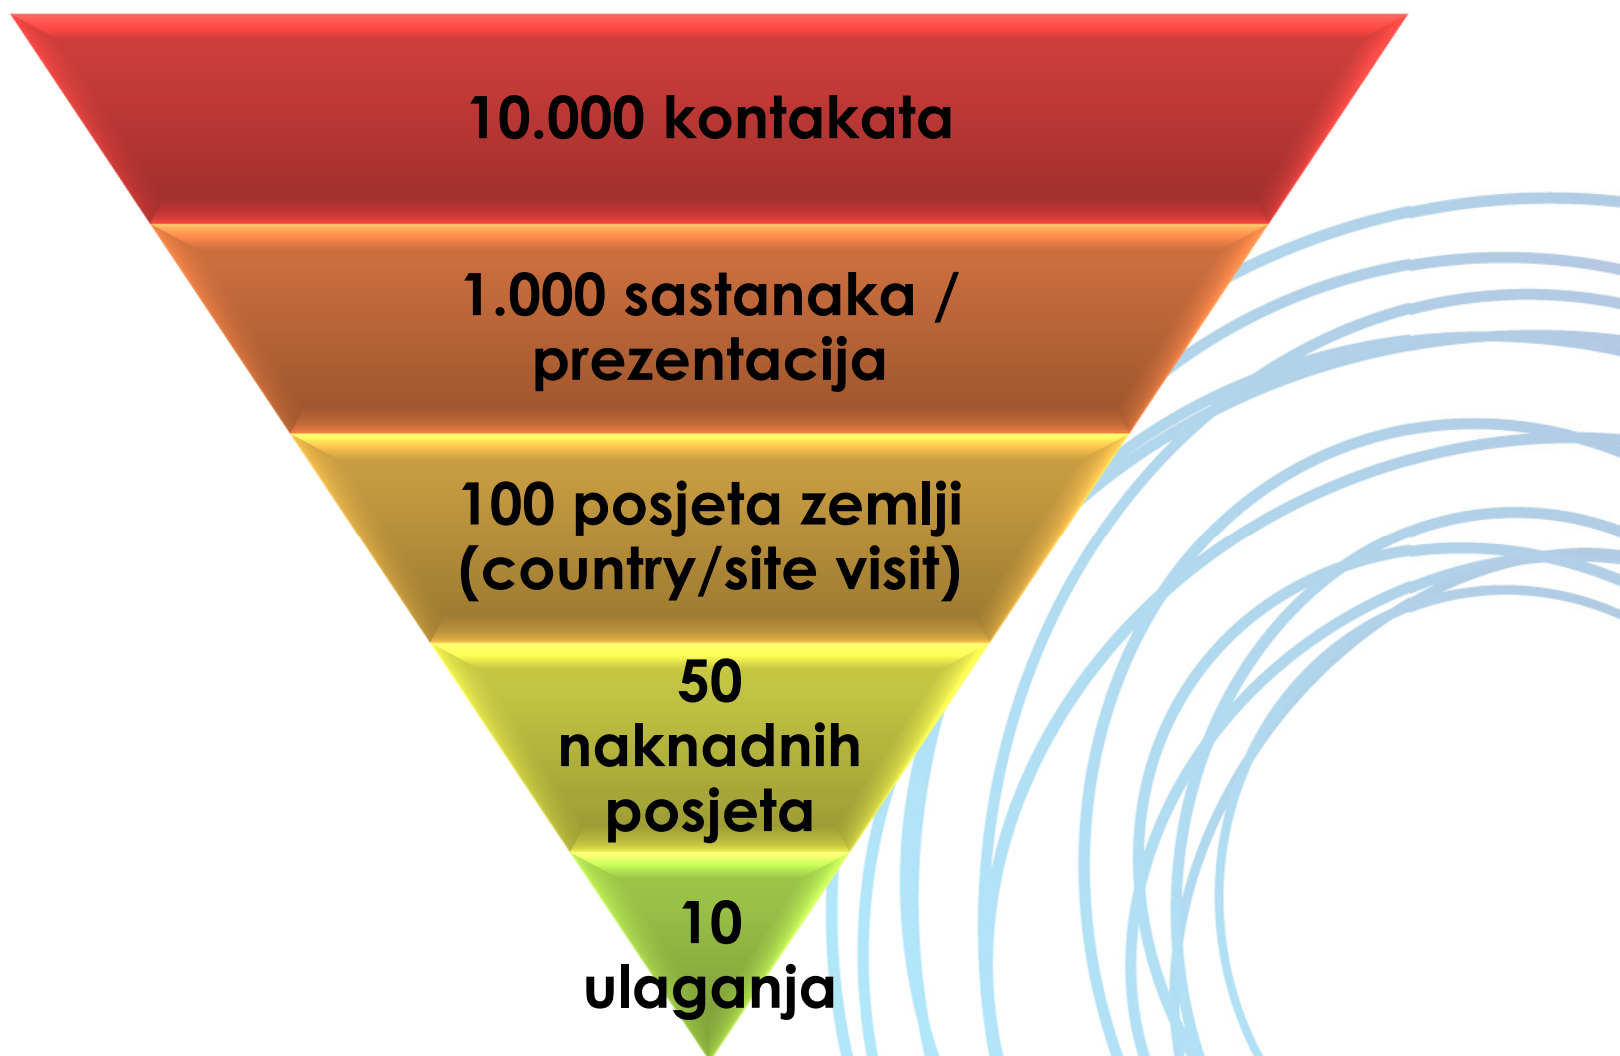 10.000 kontakata
1.000 sastanaka /
prezentacija
100 posjeta zemlji
(country/site visit)
50
naknadnih
posjeta
10
ulaganja